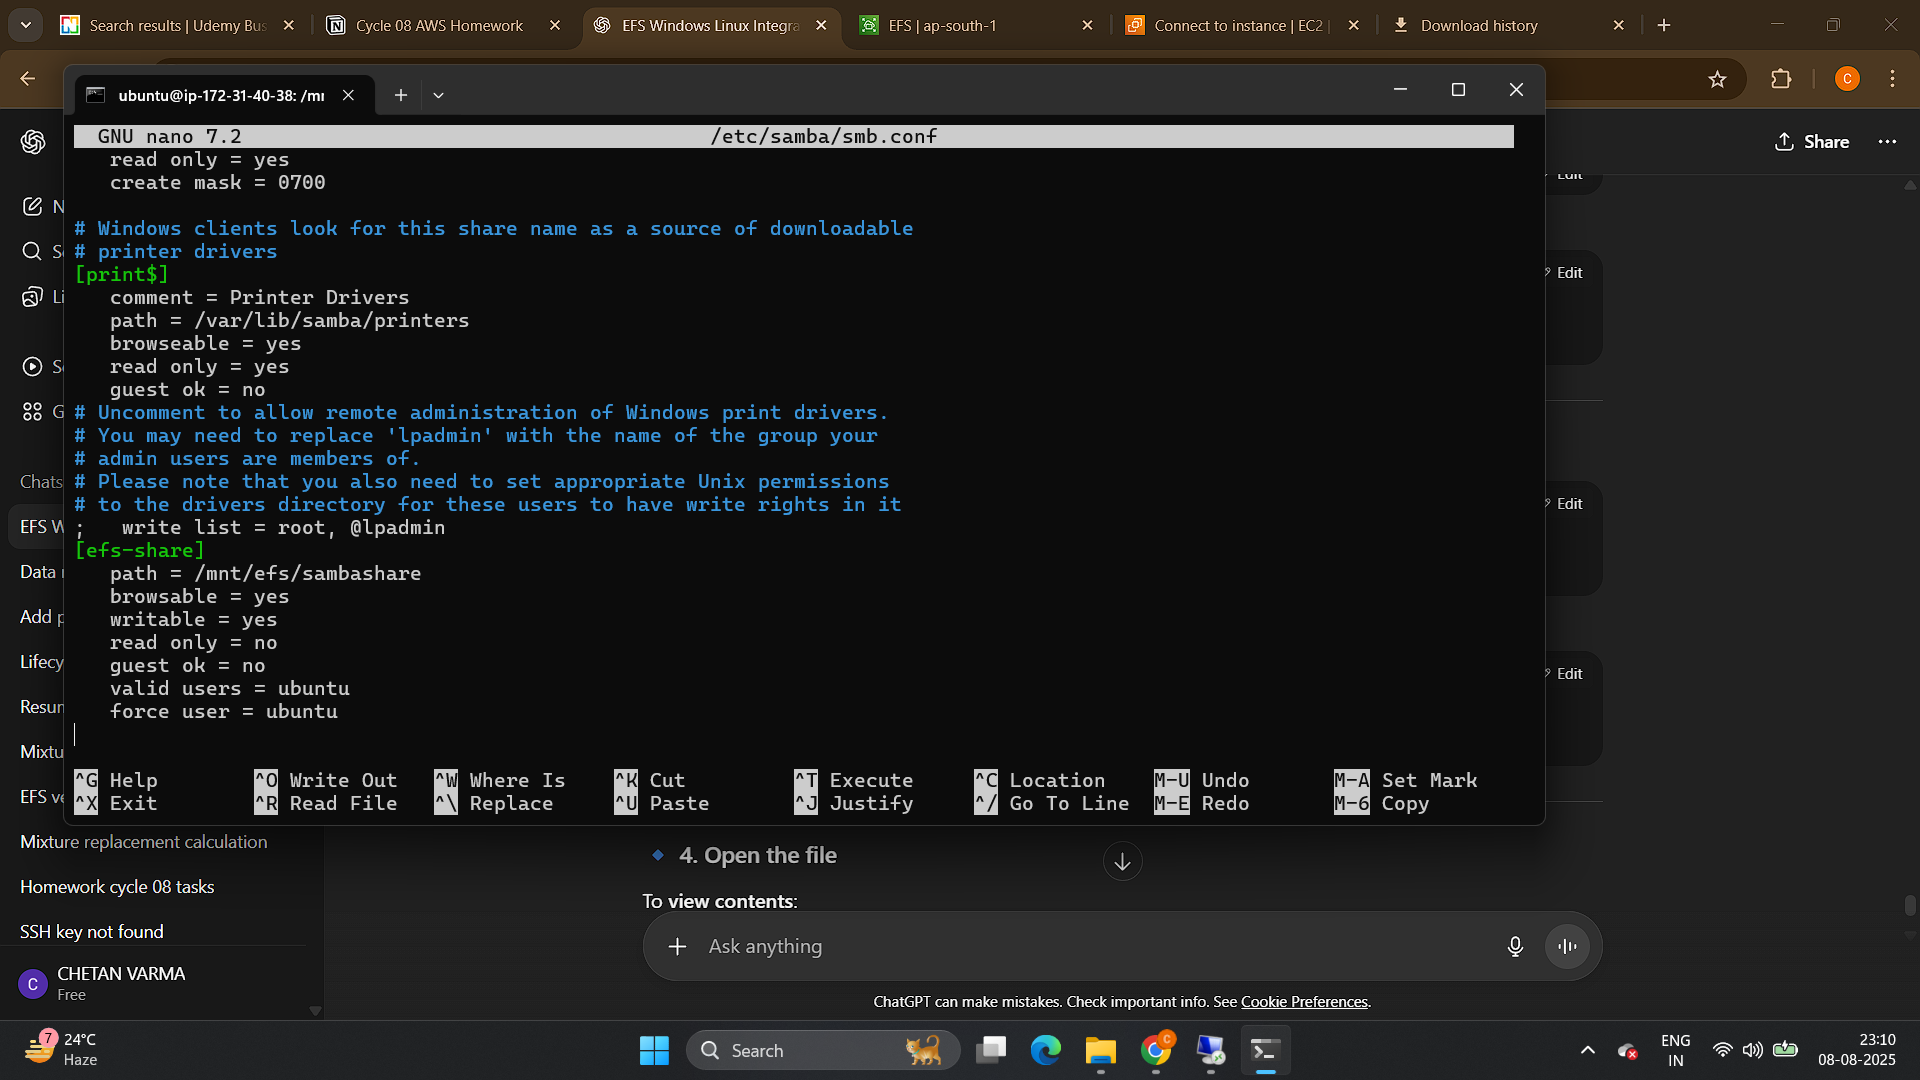 Search results | Udemy Bus
Cycle 08 AWS Homework
EFS Windows Linux Integra
EFS | ap-south-1
Connect to instance | EC2 |
Download history
C
ubuntu@ip-172-31-40-38: /mn
Share
GNU nano 7.2 /etc/samba/smb.conf
read only = yes
create mask = 0700
# Windows clients look for this share name as a source of downloadable
# printer drivers
[print$]
comment = Printer Drivers
path = /var/lib/samba/printers
browseable = yes
read only = yes
guest ok = no
# Uncomment to allow remote administration of Windows print drivers.
# You may need to replace 'lpadmin' with the name of the group your
# admin users are members of.
# Please note that you also need to set appropriate Unix permissions
# to the drivers directory for these users to have write rights in it
; write list = root, @lpadmin
[efs-share]
path = /mnt/efs/sambashare
browsable = yes
writable = yes
read only = no
guest ok = no
valid users = ubuntu
force user = ubuntu
^G Help ^O Write Out ^W Where Is ^K Cut ^T Execute ^C Location M-U Undo M-A Set Mark
^X Exit ^R Read File ^\ Replace ^U Paste ^J Justify ^/ Go To Line M-E Redo M-6 Copy
Edit
Edit
Edit
Edit
Chats
EFS W
Data
Add p
Lifecy
Resum
Mixtu
EFS ve
Mixture replacement calculation
Homework cycle 08 tasks
SSH key not found
C
CHETAN VARMA
Free
4. Open the file
To view contents:
Ask anything
ChatGPT can make mistakes. Check important info. See Cookie Preferences.
7
24°C
Haze
Search
C
ENG
IN
23:10
08-08-2025